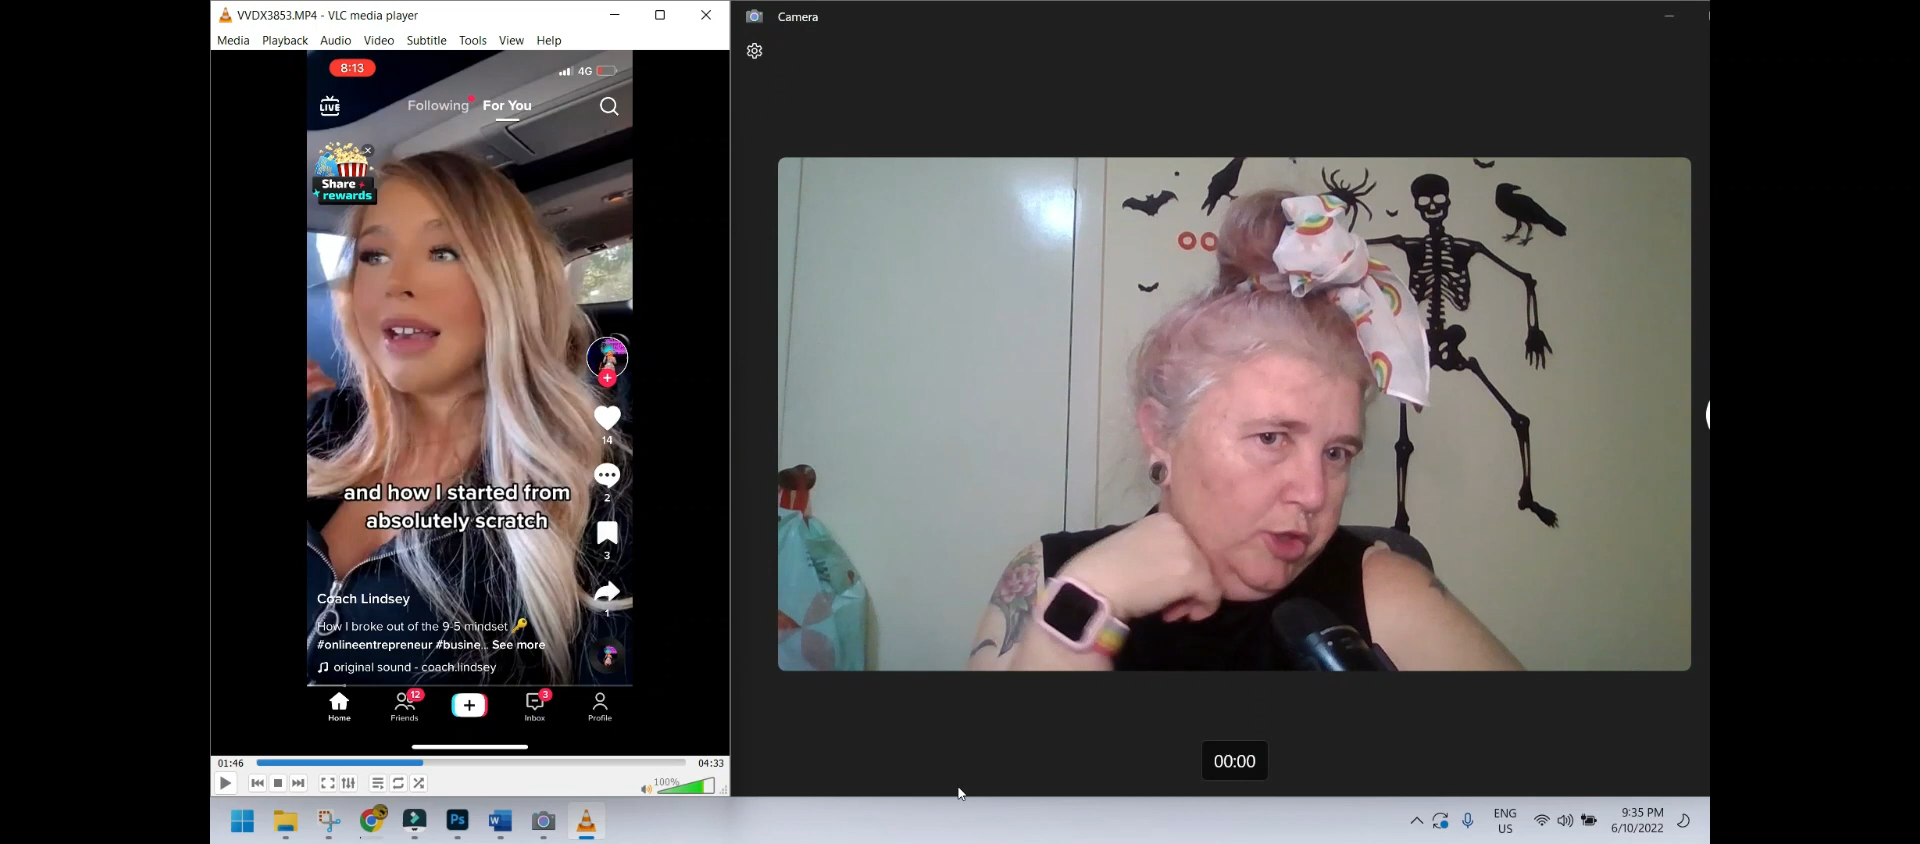 VVDX3853.MP4 - VLC media player
Media Playback Audio Video Subtitle Tools View Help
8:13
4G
LIVE
Following For You
Share
rewards
14
2
and how I started from
absolutely scratch
3
Coach Lindsey
1
How I broke out of the 9-5 mindset 🔑
#onlineentrepreneur #busine... See more
original sound - coach.lindsey
12
3
Home Friends Inbox Profile
01:46
04:33
100%
Camera
00:00
Ps
W
ENG
US
9:35 PM
6/10/2022